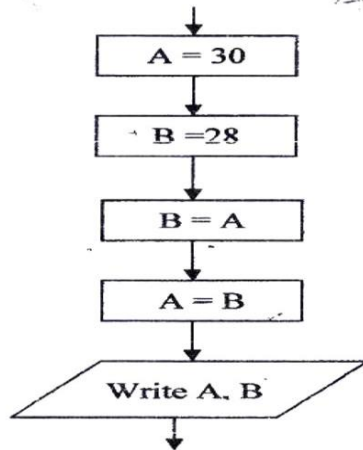 A = 30
B =28
B = A
A = B
Write A, B